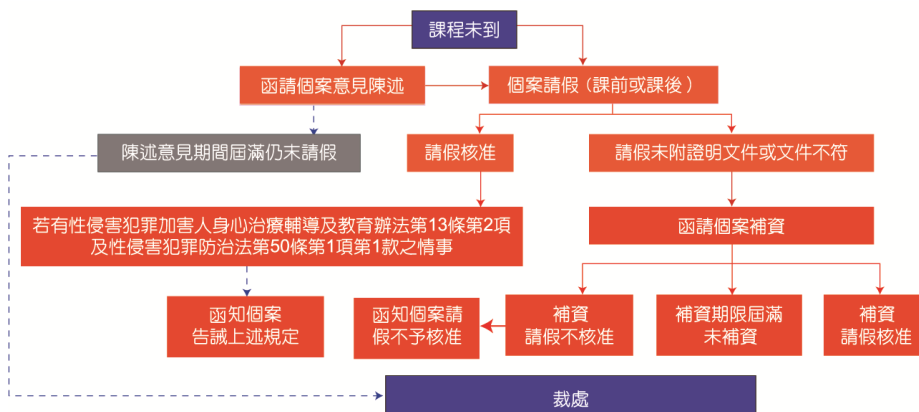 課程未到
函請個案意見陳述
個案請假（課前或課後）
陳述意見期間屆滿仍未請假
請假核准
請假未附證明文件或文件不符
若有性侵害犯罪加害人身心治療輔導及教育辦法第13條第2項
及性侵害犯罪防治法第50條第1項第1款之情事
函請個案補資
函知個案
告誡上述規定
函知個案請
假不予核准
補資
請假不核准
補資期限屆滿
未補資
補資
請假核准
裁處